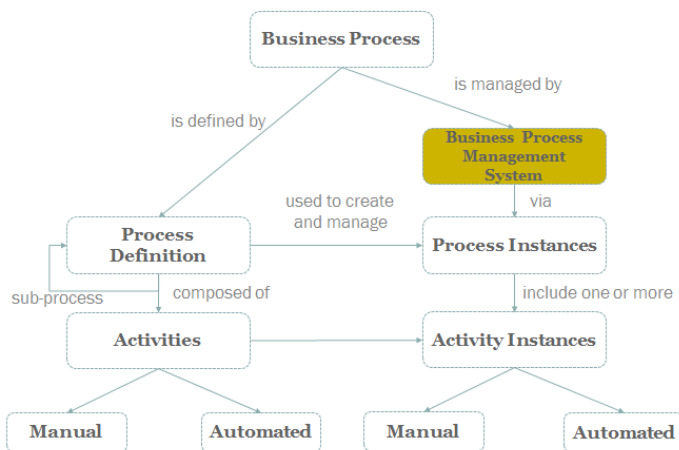 Business Process
is managed by
is defined by
Business Process
Management
System
used to create
and manage
via
Process
Definition
Process Instances
sub-process
composed of
include one or more
Activities
Activity Instances
Manual
Automated
Manual
Automated